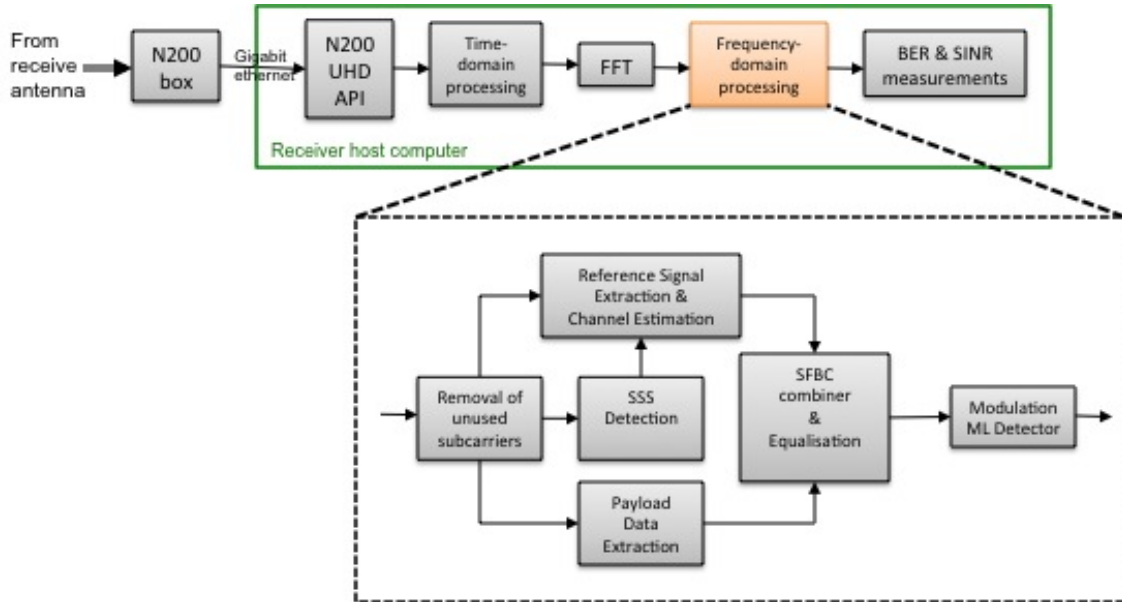 From
receive
antenna
N200
box
Gigabit
ethernet
N200
UHD
API
Time-
domain
processing
FFT
Frequency-
domain
processing
BER & SINR
measurements
Receiver host computer
Reference Signal
Extraction &
Channel Estimation
Removal of
unused
subcarriers
SSS
Detection
SFBC
combiner
&
Equalisation
Modulation
ML Detector
Payload
Data
Extraction